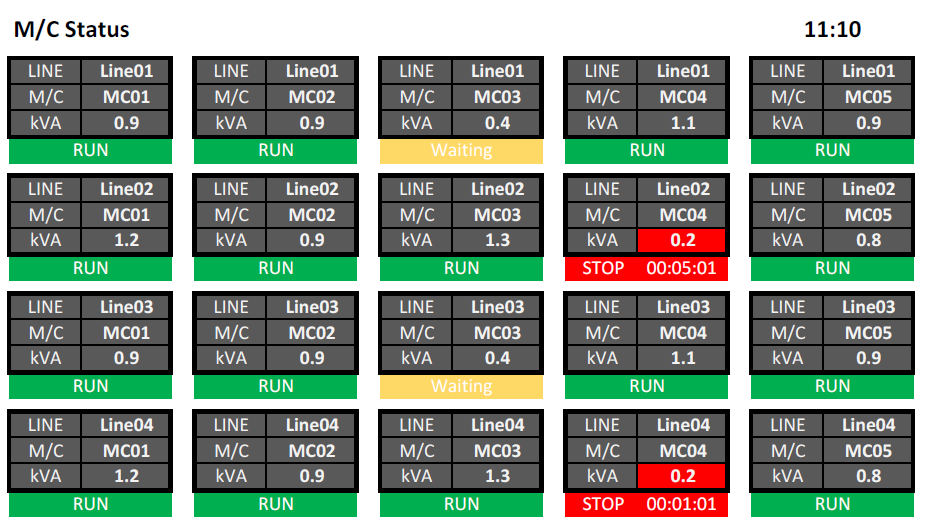 M/C Status 11:10
LINE Line01 LINE Line01 LINE Line01 LINE Line01 LINE Line01
M/C MC01 M/C MC02 M/C MC03 M/C MC04 M/C MC05
kVA 0.9 kVA 0.9 kVA 0.4 kVA 1.1 kVA 0.9
RUN RUN Waiting RUN RUN
LINE Line02 LINE Line02 LINE Line02 LINE Line02 LINE Line02
M/C MC01 M/C MC02 M/C MC03 M/C MC04 M/C MC05
kVA 1.2 kVA 0.9 kVA 1.3 kVA 0.2 kVA 0.8
RUN RUN RUN STOP 00:05:01 RUN
LINE Line03 LINE Line03 LINE Line03 LINE Line03 LINE Line03
M/C MC01 M/C MC02 M/C MC03 M/C MC04 M/C MC05
kVA 0.9 kVA 0.9 kVA 0.4 kVA 1.1 kVA 0.9
RUN RUN Waiting RUN RUN
LINE Line04 LINE Line04 LINE Line04 LINE Line04 LINE Line04
M/C MC01 M/C MC02 M/C MC03 M/C MC04 M/C MC05
kVA 1.2 kVA 0.9 kVA 1.3 kVA 0.2 kVA 0.8
RUN RUN RUN STOP 00:01:01 RUN